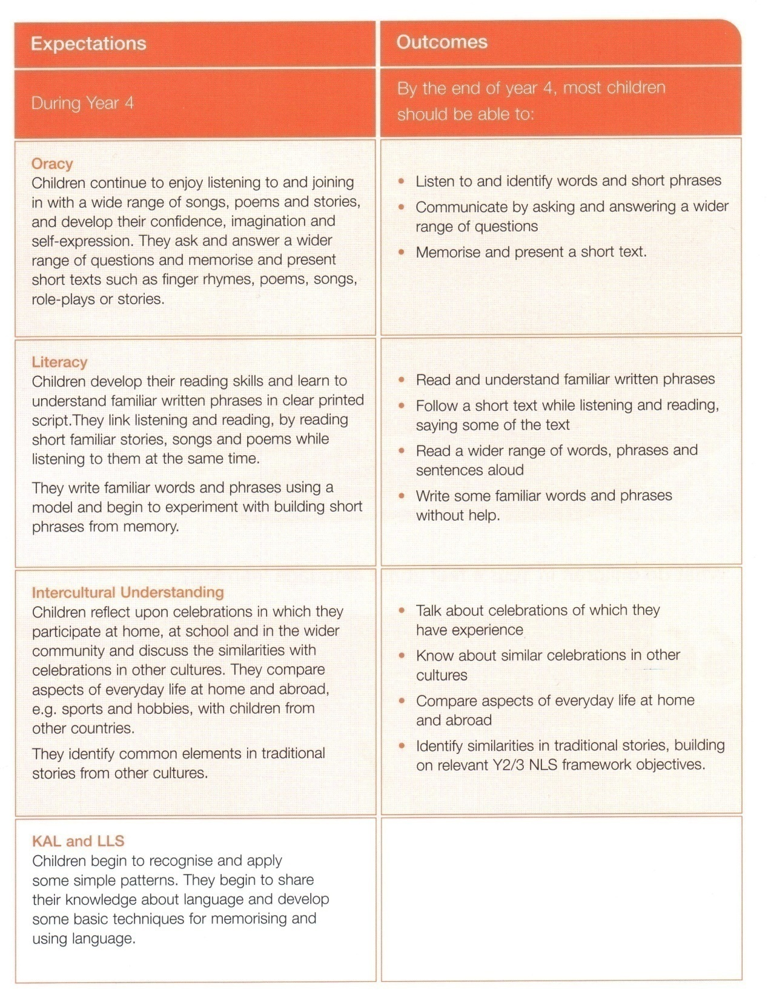 Expectations
Outcomes
During Year 4
By the end of year 4, most children
should be able to:
Oracy
Children continue to enjoy listening to and joining
in with a wide range of songs, poems and stories,
and develop their confidence, imagination and
self-expression. They ask and answer a wider
range of questions and memorise and present
short texts such as finger rhymes, poems, songs,
role-plays or stories.
• Listen to and identify words and short phrases
• Communicate by asking and answering a wider
range of questions
• Memorise and present a short text.
Literacy
Children develop their reading skills and learn to
understand familiar written phrases in clear printed
script.They link listening and reading, by reading
short familiar stories, songs and poems while
listening to them at the same time.
They write familiar words and phrases using a
model and begin to experiment with building short
phrases from memory.
• Read and understand familiar written phrases
• Follow a short text while listening and reading,
saying some of the text
• Read a wider range of words, phrases and
sentences aloud
• Write some familiar words and phrases
without help.
Intercultural Understanding
Children reflect upon celebrations in which they
participate at home, at school and in the wider
community and discuss the similarities with
celebrations in other cultures. They compare
aspects of everyday life at home and abroad,
e.g. sports and hobbies, with children from
other countries.
They identify common elements in traditional
stories from other cultures.
• Talk about celebrations of which they
have experience
• Know about similar celebrations in other
cultures
• Compare aspects of everyday life at home
and abroad
• Identify similarities in traditional stories, building
on relevant Y2/3 NLS framework objectives.
KAL and LLS
Children begin to recognise and apply
some simple patterns. They begin to share
their knowledge about language and develop
some basic techniques for memorising and
using language.